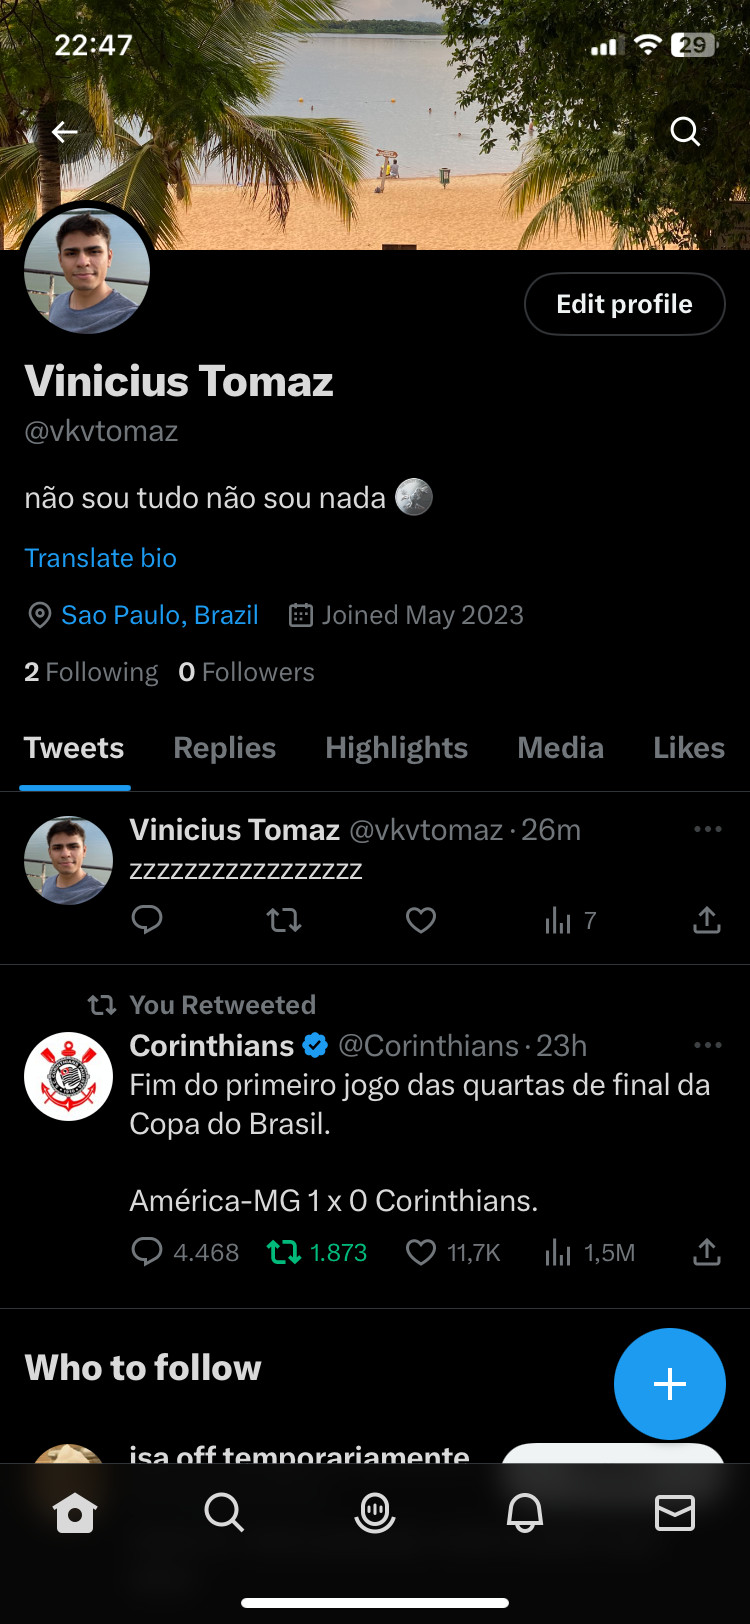 22:47
29
Edit profile
Vinicius Tomaz
@vkvtomaz
não sou tudo não sou nada 🌕
Translate bio
Sao Paulo, Brazil Joined May 2023
2 Following 0 Followers
Tweets Replies Highlights Media Likes
Vinicius Tomaz @vkvtomaz · 26m
zzzzzzzzzzzzzzzzz
7
You Retweeted
Corinthians @Corinthians · 23h
Fim do primeiro jogo das quartas de final da
Copa do Brasil.
América-MG 1 x 0 Corinthians.
4.468 1.873 11,7K 1,5M
Who to follow
isa off temporariamente